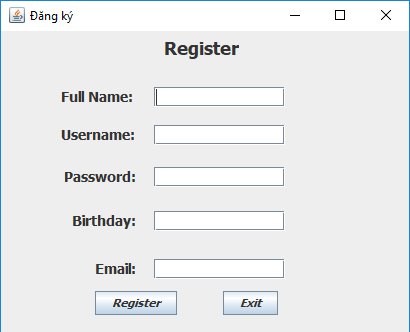 Đăng ký
Register
Full Name:
Username:
Password:
Birthday:
Email:
Register Exit